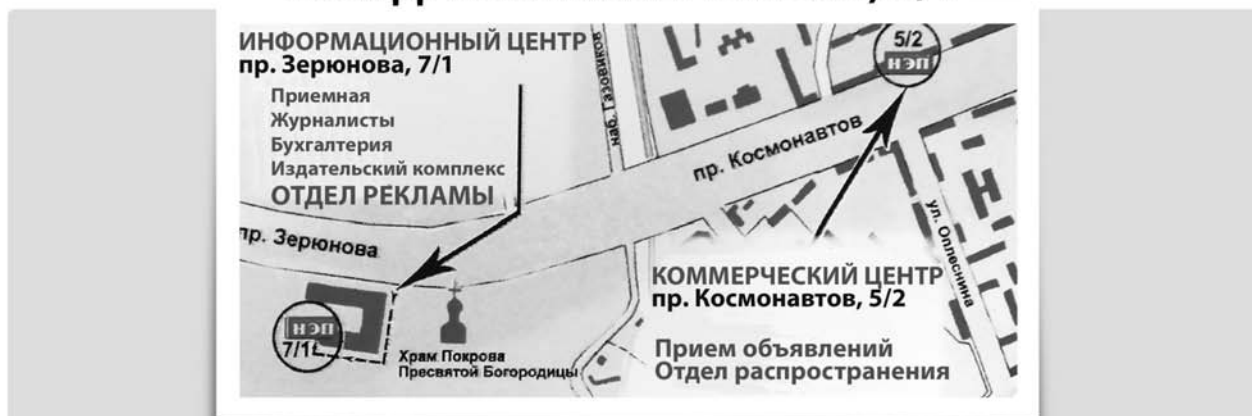 ИНФОРМАЦИОННЫЙ ЦЕНТР
пр. Зерюнова, 7/1
Приемная
Журналисты
Бухгалтерия
Издательский комплекс
ОТДЕЛ РЕКЛАМЫ
наб. Газовиков
5/2
НЭП
пр. Космонавтов
ул. Оплеснина
пр. Зерюнова
КОММЕРЧЕСКИЙ ЦЕНТР
пр. Космонавтов, 5/2
НЭП
7/1
Храм Покрова
Пресвятой Богородицы
Прием объявлений
Отдел распространения